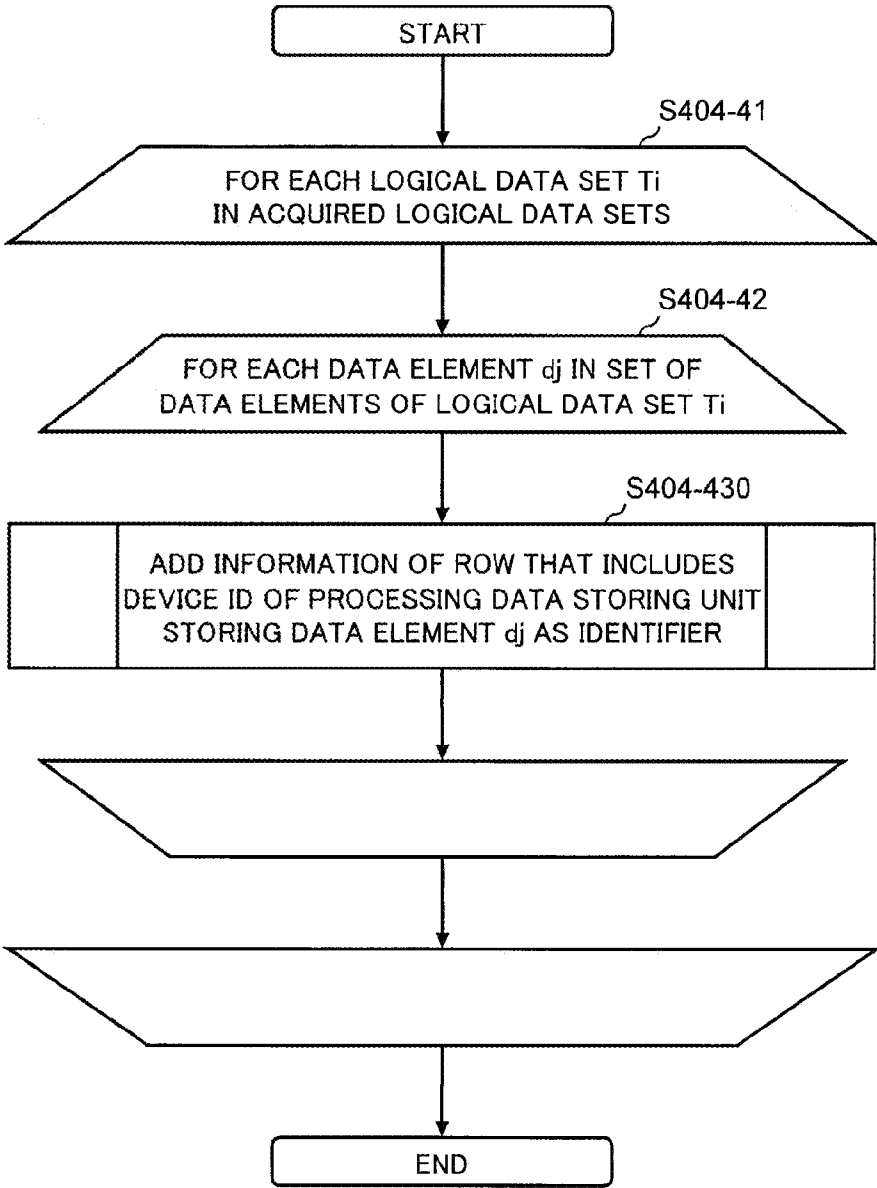 START
S404-41
FOR EACH LOGICAL DATA SET Ti
IN ACQUIRED LOGICAL DATA SETS
S404-42
FOR EACH DATA ELEMENT dj IN SET OF
DATA ELEMENTS OF LOGICAL DATA SET Ti
S404-430
ADD INFORMATION OF ROW THAT INCLUDES
DEVICE ID OF PROCESSING DATA STORING UNIT
STORING DATA ELEMENT dj AS IDENTIFIER
END